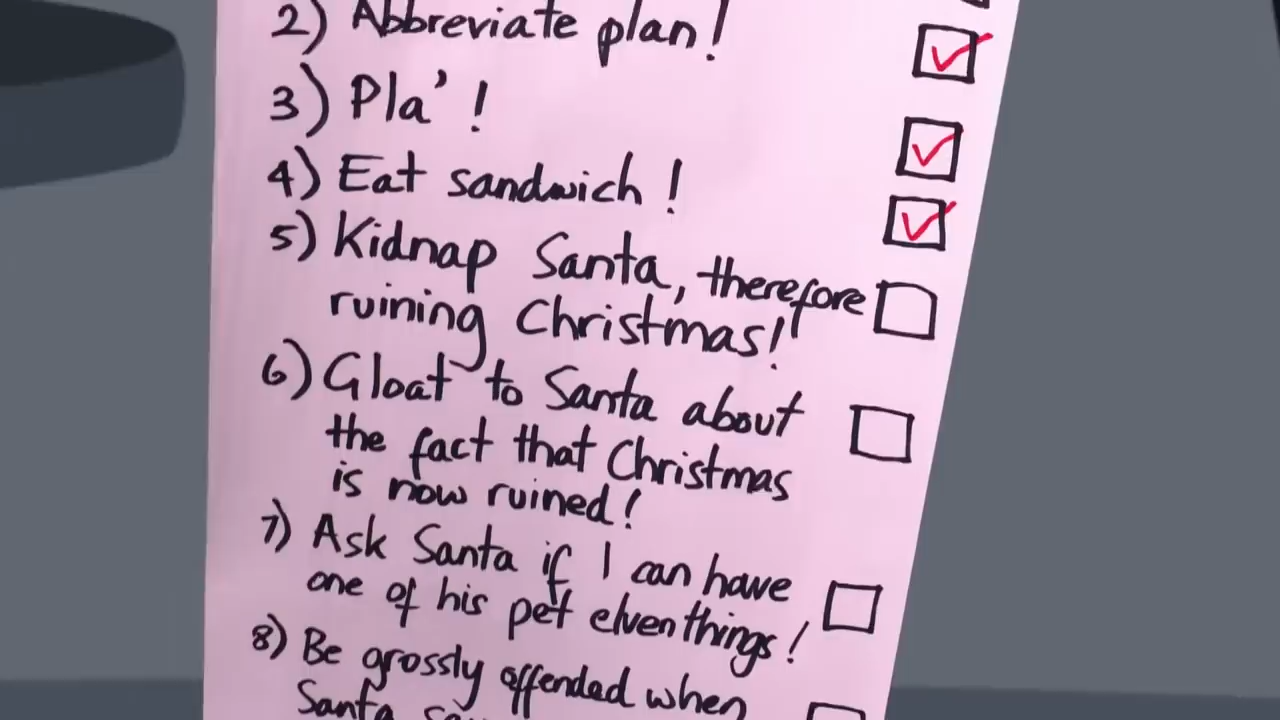 2) Abbreviate plan!
3) Pla’!
4) Eat sandwich!
5) Kidnap Santa, therefore
ruining Christmas!
6) Gloat to Santa about
the fact that Christmas
is now ruined!
7) Ask Santa if I can have
one of his pet elventhings!
8) Be grossly offended when
Santa